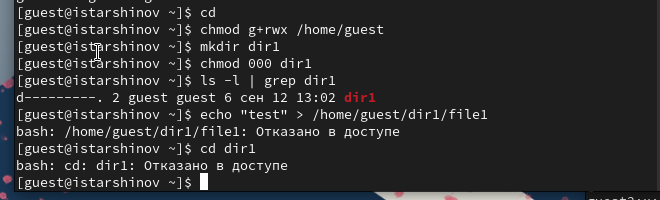 [guest@istarshinov ~]$ cd
[guest@istarshinov ~]$ chmod g+rwx /home/guest
[guest@istarshinov ~]$ mkdir dir1
[guest@istarshinov ~]$ chmod 000 dir1
[guest@istarshinov ~]$ ls -l | grep dir1
d---------. 2 guest guest 6 сен 12 13:02 dir1
[guest@istarshinov ~]$ echo "test" > /home/guest/dir1/file1
bash: /home/guest/dir1/file1: Отказано в доступе
[guest@istarshinov ~]$ cd dir1
bash: cd: dir1: Отказано в доступе
[guest@istarshinov ~]$